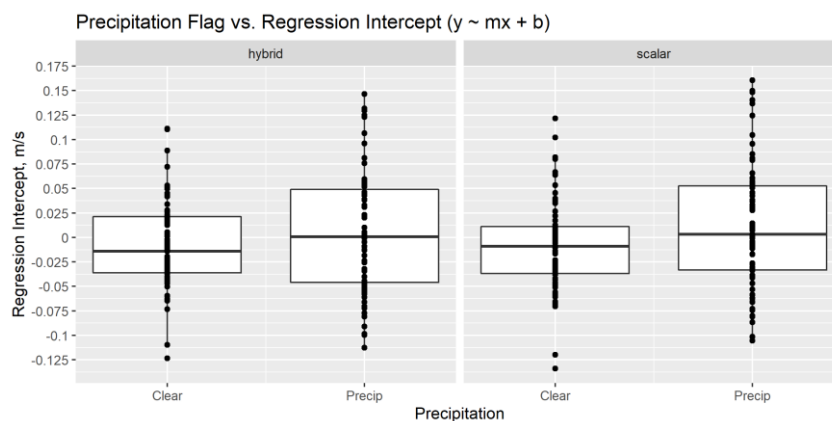 Precipitation Flag vs. Regression Intercept (y ~ mx + b)
hybrid
scalar
0.175
0.15
0.125
0.1
0.075
0.05
0.025
0
-0.025
-0.05
-0.075
-0.1
-0.125
Regression Intercept, m/s
Clear
Precip
Clear
Precip
Precipitation